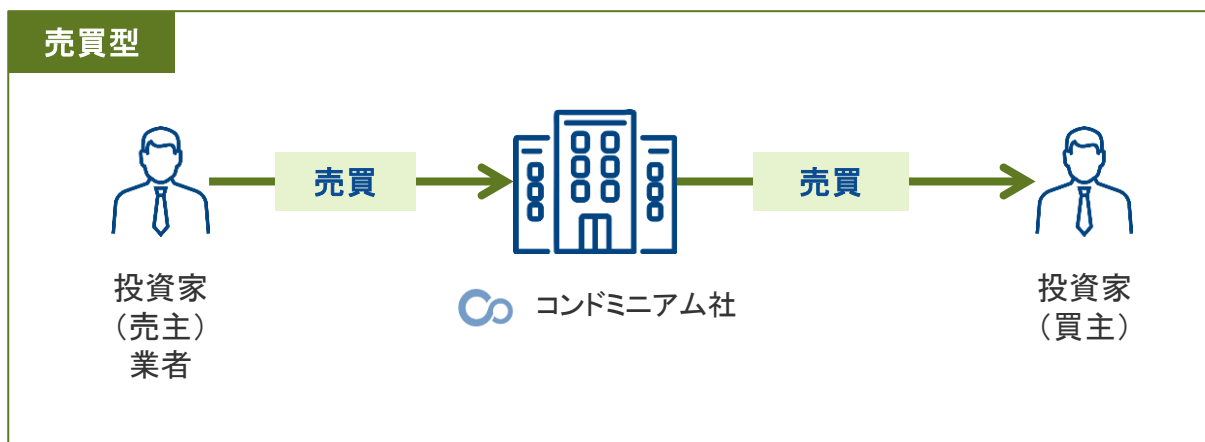 売買型
売買
売買
投資家
（売主）
業者
コンドミニアム社
投資家
（買主）